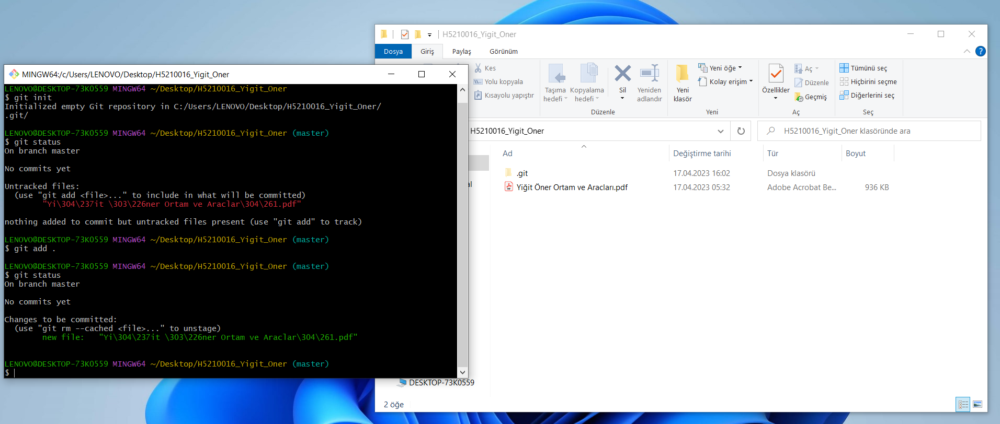 MINGW64:/c/Users/LENOVO/Desktop/H5210016_Yigit_Oner
LENOVO@DESKTOP-73K0559 MINGW64 ~/Desktop/H5210016_Yigit_Oner
$ git init
Initialized empty Git repository in C:/Users/LENOVO/Desktop/H5210016_Yigit_Oner/
.git/
LENOVO@DESKTOP-73K0559 MINGW64 ~/Desktop/H5210016_Yigit_Oner (master)
$ git status
On branch master
No commits yet
Untracked files:
(use "git add <file>..." to include in what will be committed)
"Yi\304\237it \303\226ner Ortam ve Araclar\304\261.pdf"
nothing added to commit but untracked files present (use "git add" to track)
LENOVO@DESKTOP-73K0559 MINGW64 ~/Desktop/H5210016_Yigit_Oner (master)
$ git add .
LENOVO@DESKTOP-73K0559 MINGW64 ~/Desktop/H5210016_Yigit_Oner (master)
$ git status
On branch master
No commits yet
Changes to be committed:
(use "git rm --cached <file>..." to unstage)
new file:   "Yi\304\237it \303\226ner Ortam ve Araclar\304\261.pdf"
LENOVO@DESKTOP-73K0559 MINGW64 ~/Desktop/H5210016_Yigit_Oner (master)
$
H5210016_Yigit_Oner
Dosya Giriş Paylaş Görünüm
Kes
Yolu kopyala
Kısayolu yapıştır
Taşıma hedefi
Kopyalama hedefi
Sil
Yeniden adlandır
Düzenle
Yeni klasör
Yeni öğe
Kolay erişim
Yeni
Özellikler
Aç
Düzenle
Geçmiş
Aç
Tümünü seç
Hiçbirini seçme
Diğerlerini seç
Seç
H5210016_Yigit_Oner
H5210016_Yigit_Oner klasöründe ara
Ad Değiştirme tarihi Tür Boyut
.git 17.04.2023 16:02 Dosya klasörü
Yiğit Öner Ortam ve Aracları.pdf 17.04.2023 05:32 Adobe Acrobat Be... 936 KB
DESKTOP-73K0559
2 öğe